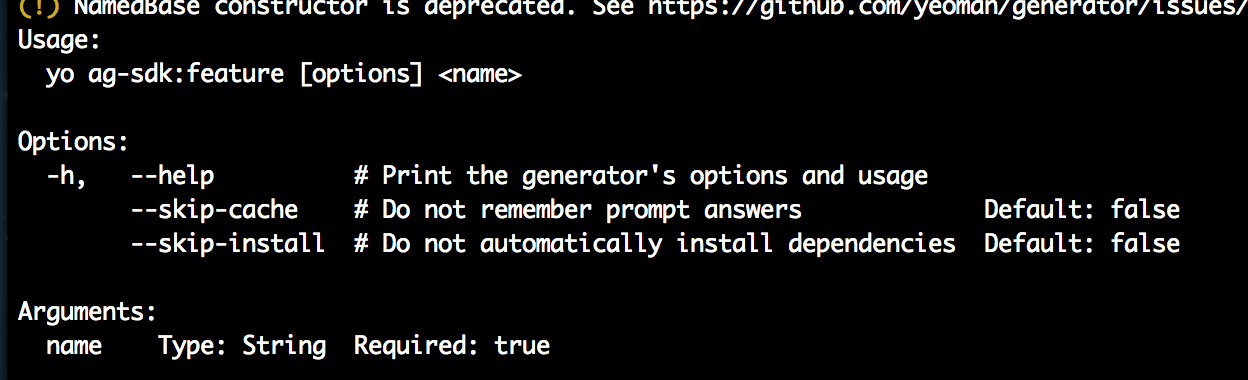 (!) NamedBase constructor is deprecated. See https://github.com/yeoman/generator/issues/
Usage:
  yo ag-sdk:feature [options] <name>
Options:
  -h,   --help          # Print the generator's options and usage
        --skip-cache    # Do not remember prompt answers             Default: false
        --skip-install  # Do not automatically install dependencies  Default: false
Arguments:
  name    Type: String  Required: true